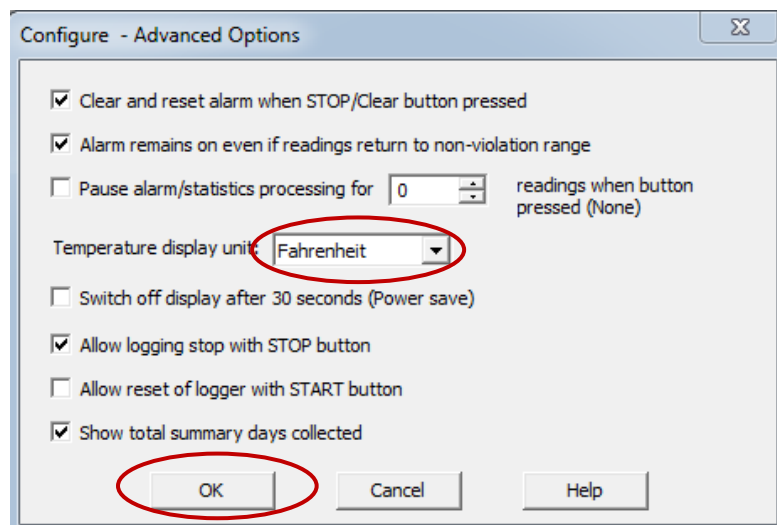 Configure - Advanced Options
Clear and reset alarm when STOP/Clear button pressed
Alarm remains on even if readings return to non-violation range
Pause alarm/statistics processing for 0 readings when button
pressed (None)
Temperature display unit: Fahrenheit
Switch off display after 30 seconds (Power save)
Allow logging stop with STOP button
Allow reset of logger with START button
Show total summary days collected
OK Cancel Help